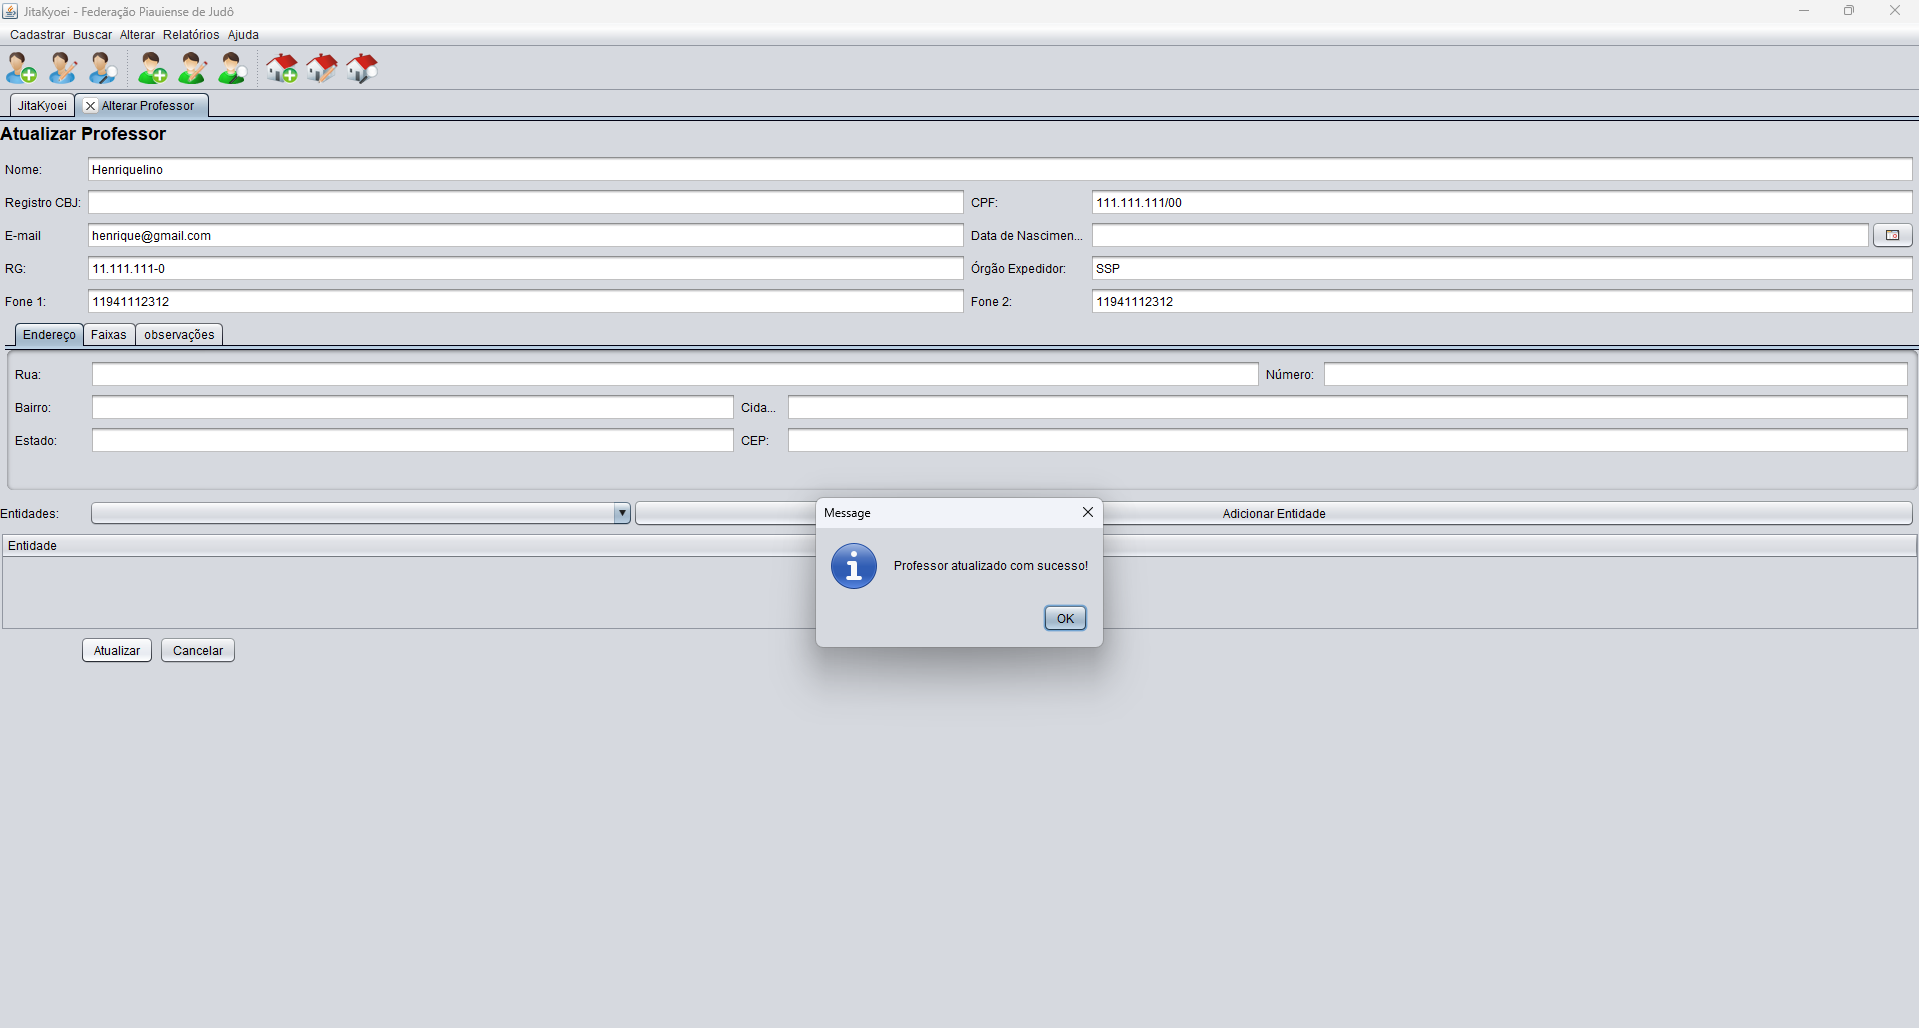 JitaKyoei - Federação Piauiense de Judô
Cadastrar Buscar Alterar Relatórios Ajuda
JitaKyoei Alterar Professor
Atualizar Professor
Nome: Henriquelino
Registro CBJ: CPF: 111.111.111/00
E-mail henrique@gmail.com Data de Nascimen...
RG: 11.111.111-0 Órgão Expedidor: SSP
Fone 1: 11941112312 Fone 2: 11941112312
Endereço Faixas observações
Rua: Número:
Bairro: Cida...
Estado: CEP:
Entidades: Adicionar Entidade
Entidade
Message
Professor atualizado com sucesso!
OK
Atualizar Cancelar